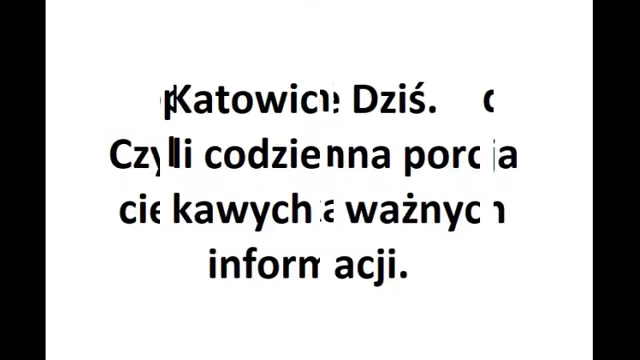 Katowice Dziś.
Czyli codzienna porcja
ciekawych ważnych
informacji.